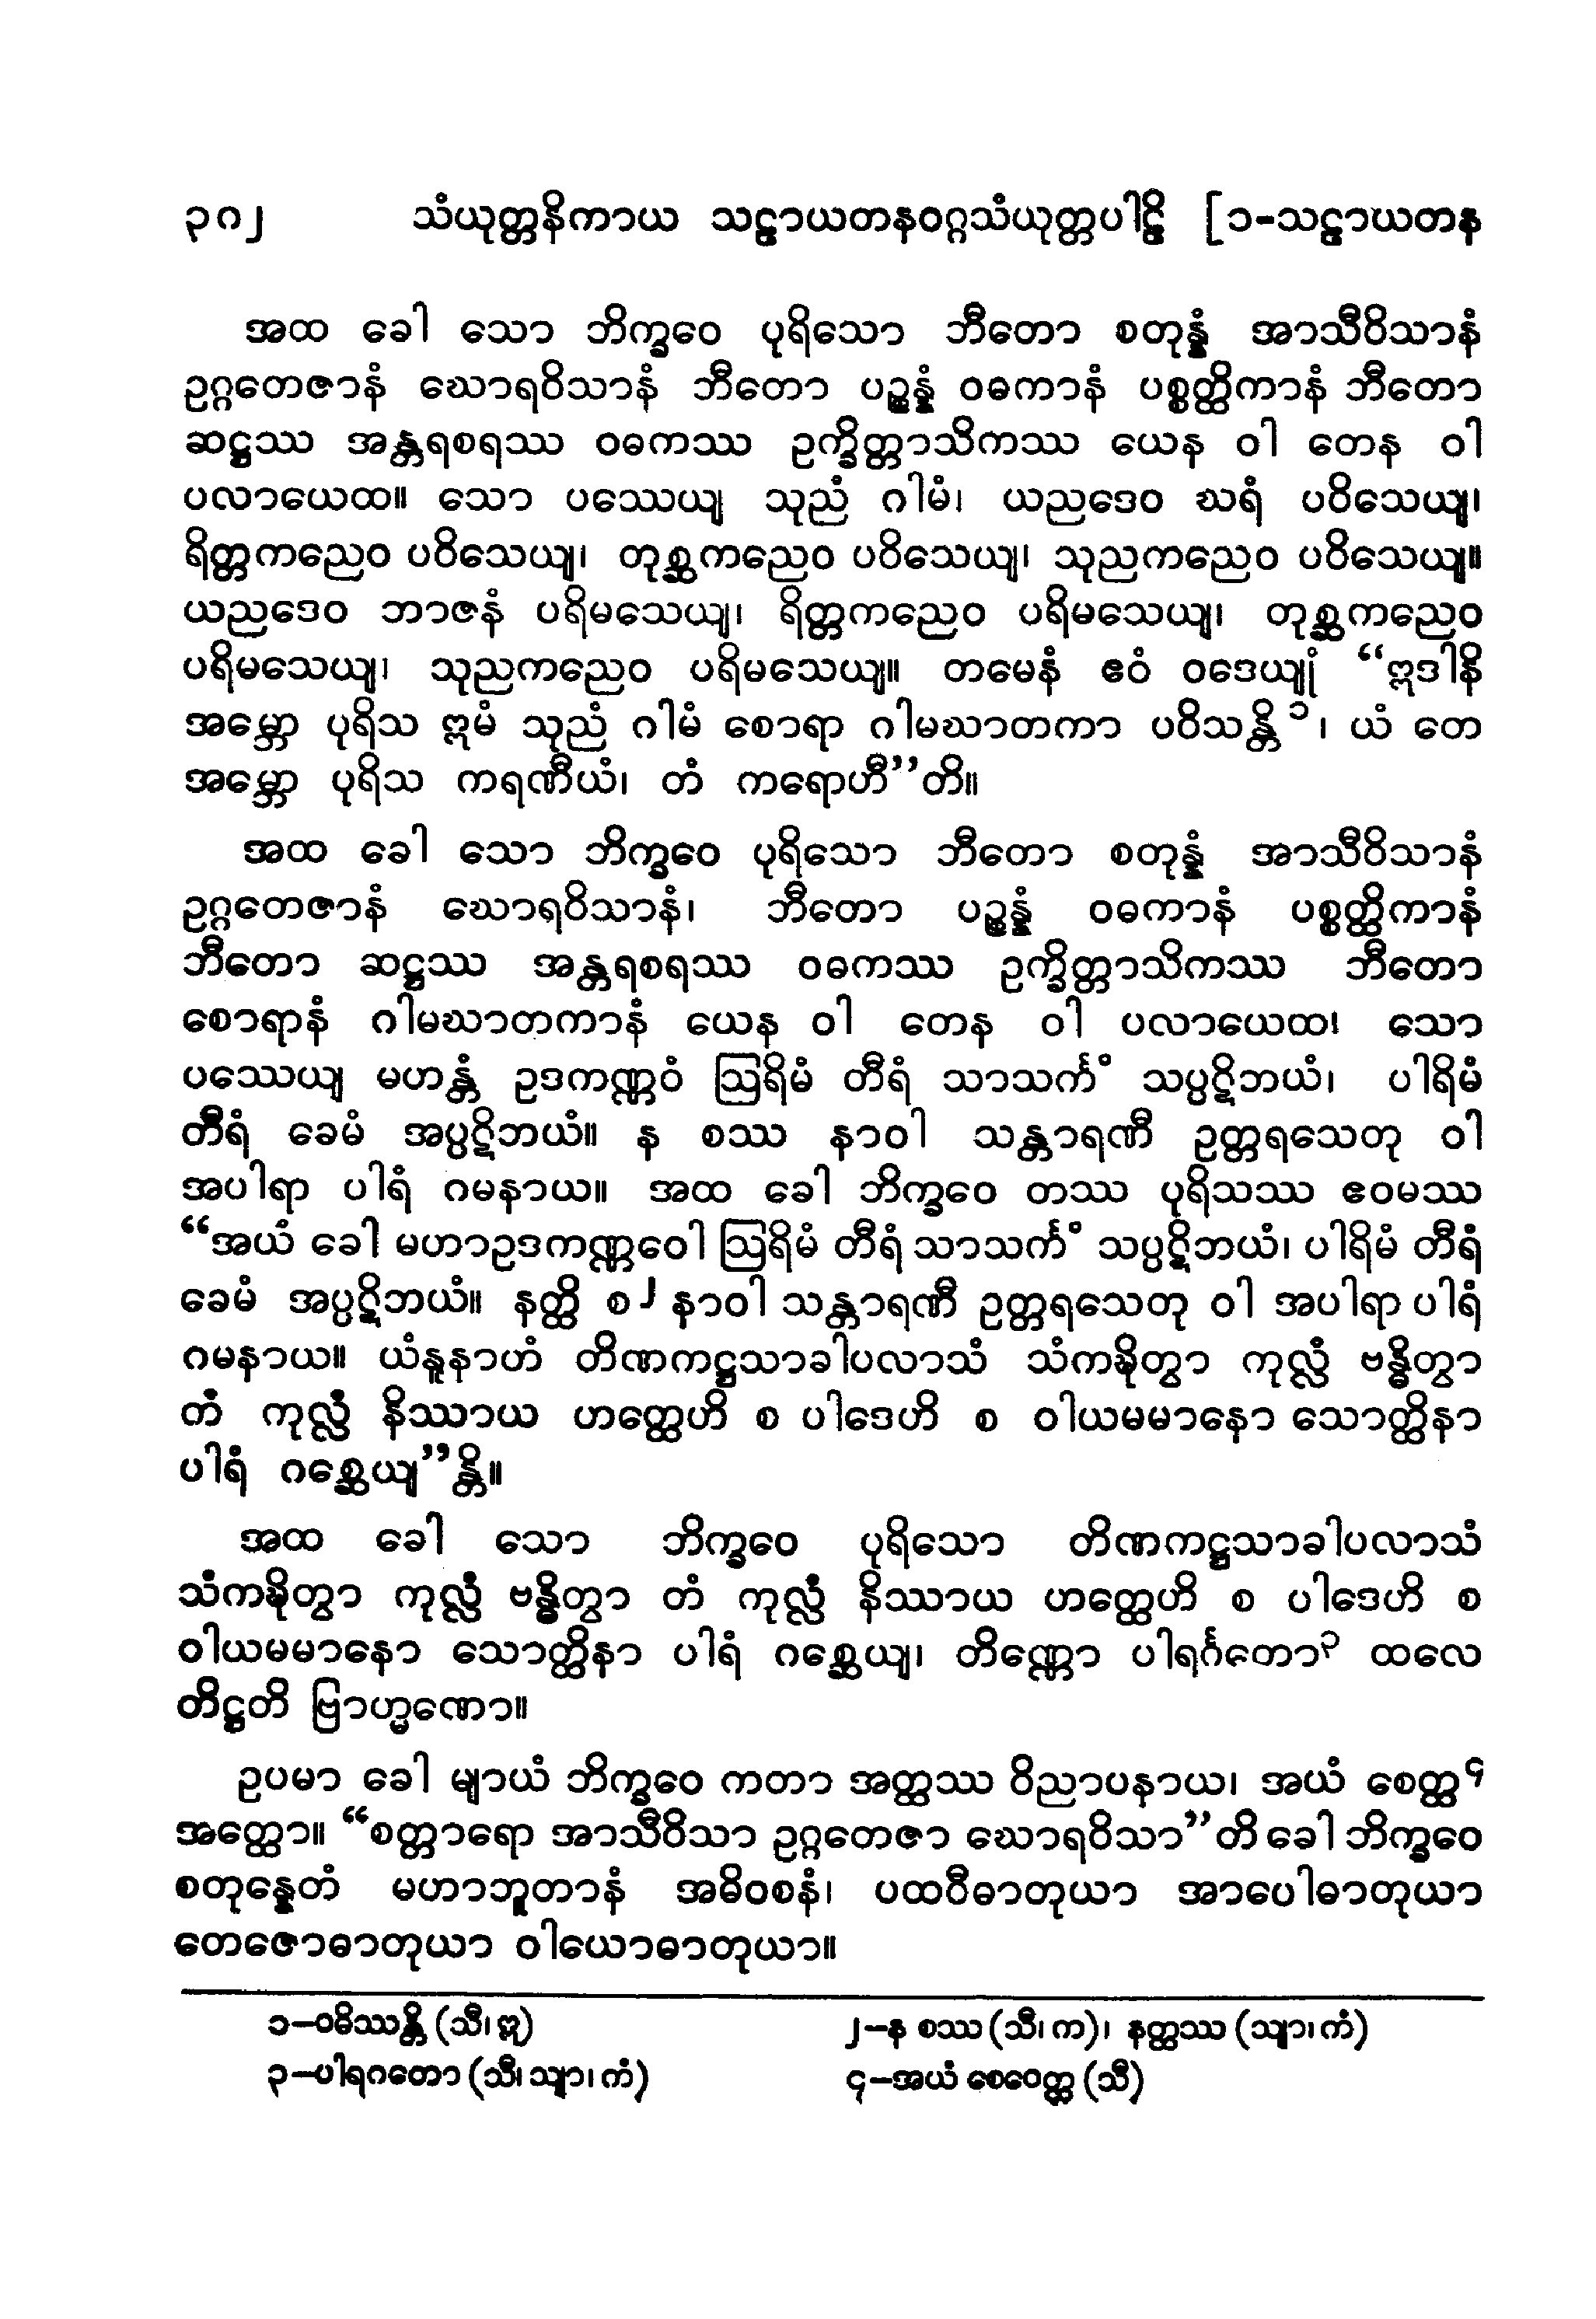 ၃၈၂ သံယုတ္တနိကာယ သဠာယတနဝဂ္ဂသံယုတ္တပါဠိ [၁-သဠာယတန
အထ ခေါ သော ဘိက္ခဝေ ပုရိသော ဘီတော စတုန္နံ အာသီဝိသာနံ
ဥဂ္ဂတေဇာနံ ဃောရဝိသာနံ ဘီတော ပဉ္စန္နံ ဝဓကာနံ ပစ္စတ္ထိကာနံ ဘီတော
ဆဋ္ဌဿ အန္တရစရဿ ဝဓကဿ ဥက္ခိတ္တာသိကဿ ယေန ဝါ တေန ဝါ
ပလာယေထ။ သော ပဿေယျ သုညံ ဂါမံ၊ ယညဒေဝ ဃရံ ပဝိသေယျ၊
ရိတ္တကညေဝ ပဝိသေယျ၊ တုစ္ဆကညေဝ ပဝိသေယျ၊ သုညကညေဝ ပဝိသေယျ။
ယညဒေဝ ဘာဇနံ ပရိမသေယျ၊ ရိတ္တကညေဝ ပရိမသေယျ၊ တုစ္ဆကညေဝ
ပရိမသေယျ၊ သုညကညေဝ ပရိမသေယျ။ တမေနံ ဧဝံ ဝဒေယျုံ “ဣဒါနိ
အမ္ဘော ပုရိသ ဣမံ သုညံ ဂါမံ စောရာ ဂါမဃာတကာ ပဝိသန္တိ၁၊ ယံ တေ
အမ္ဘော ပုရိသ ကရဏီယံ၊ တံ ကရောဟီ”တိ။
အထ ခေါ သော ဘိက္ခဝေ ပုရိသော ဘီတော စတုန္နံ အာသီဝိသာနံ
ဥဂ္ဂတေဇာနံ ဃောရဝိသာနံ၊ ဘီတော ပဉ္စန္နံ ဝဓကာနံ ပစ္စတ္ထိကာနံ
ဘီတော ဆဋ္ဌဿ အန္တရစရဿ ဝဓကဿ ဥက္ခိတ္တာသိကဿ ဘီတော
စောရာနံ ဂါမဃာတကာနံ ယေန ဝါ တေန ဝါ ပလာယေထ၊ သော
ပဿေယျ မဟန္တံ ဥဒကဏ္ဏဝံ ဩရိမံ တီရံ သာသင်္ကံ သပ္ပဋိဘယံ၊ ပါရိမံ
တီရံ ခေမံ အပ္ပဋိဘယံ။ န စဿ နာဝါ သန္တာရဏီ ဥတ္တရသေတု ဝါ
အပါရာ ပါရံ ဂမနာယ။ အထ ခေါ ဘိက္ခဝေ တဿ ပုရိသဿ ဧဝမဿ
“အယံ ခေါ မဟာဥဒကဏ္ဏဝေါ ဩရိမံ တီရံ သာသင်္ကံ သပ္ပဋိဘယံ၊ ပါရိမံ တီရံ
ခေမံ အပ္ပဋိဘယံ။ နတ္ထိ စ၂ နာဝါ သန္တာရဏီ ဥတ္တရသေတု ဝါ အပါရာ ပါရံ
ဂမနာယ။ ယံနူနာဟံ တိဏကဋ္ဌသာခါပလာသံ သံကဍ္ဎိတွာ ကုလ္လံ ဗန္ဓိတွာ
တံ ကုလ္လံ နိဿာယ ဟတ္ထေဟိ စ ပါဒေဟိ စ ဝါယမမာနော သောတ္ထိနာ
ပါရံ ဂစ္ဆေယျ”န္တိ။
အထ ခေါ သော ဘိက္ခဝေ ပုရိသော တိဏကဋ္ဌသာခါပလာသံ
သံကဍ္ဎိတွာ ကုလ္လံ ဗန္ဓိတွာ တံ ကုလ္လံ နိဿာယ ဟတ္ထေဟိ စ ပါဒေဟိ စ
ဝါယမမာနော သောတ္ထိနာ ပါရံ ဂစ္ဆေယျ၊ တိဏ္ဏော ပါရင်္ဂတော၃ ထလေ
တိဋ္ဌတိ ဗြာဟ္မဏော။
ဥပမာ ခေါ မျာယံ ဘိက္ခဝေ ကတာ အတ္ထဿ ဝိညာပနာယ၊ အယံ စေတ္ထ၄
အတ္ထော။ “စတ္တာရော အာသီဝိသာ ဥဂ္ဂတေဇာ ဃောရဝိသာ”တိ ခေါ ဘိက္ခဝေ
စတုန္နေတံ မဟာဘူတာနံ အဓိဝစနံ၊ ပထဝီဓာတုယာ အာပေါဓာတုယာ
တေဇောဓာတုယာ ဝါယောဓာတုယာ။
၁–ဝဓိဿန္တိ (သီ၊ ဣ) ၂–န စဿ (သီ၊ က)၊ နတ္ထဿ (သျာ၊ ကံ)
၃–ပါရဂတော (သီ၊ သျာ၊ ကံ) ၄–အယံ စေဝေတ္ထ (သီ)